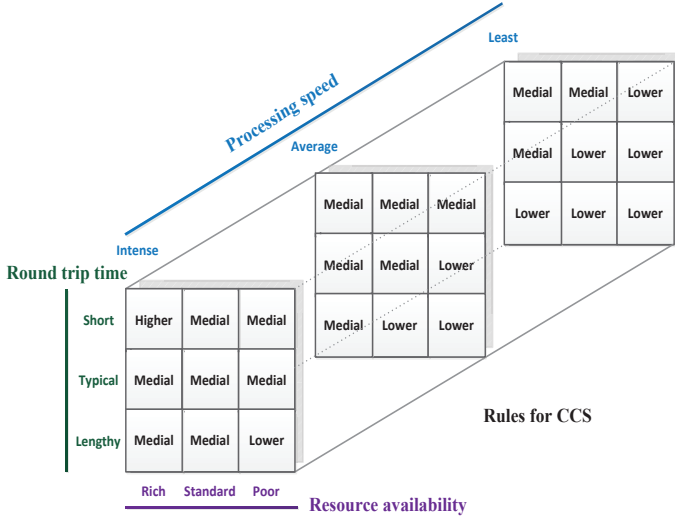 Least
Medial Medial Lower
Medial Lower Lower
Lower Lower Lower
Processing speed
Average
Medial Medial Medial
Medial Medial Lower
Medial Lower Lower
Intense
Round trip time
Short Higher Medial Medial
Typical Medial Medial Medial
Lengthy Medial Medial Lower
Rules for CCS
Rich Standard Poor
Resource availability